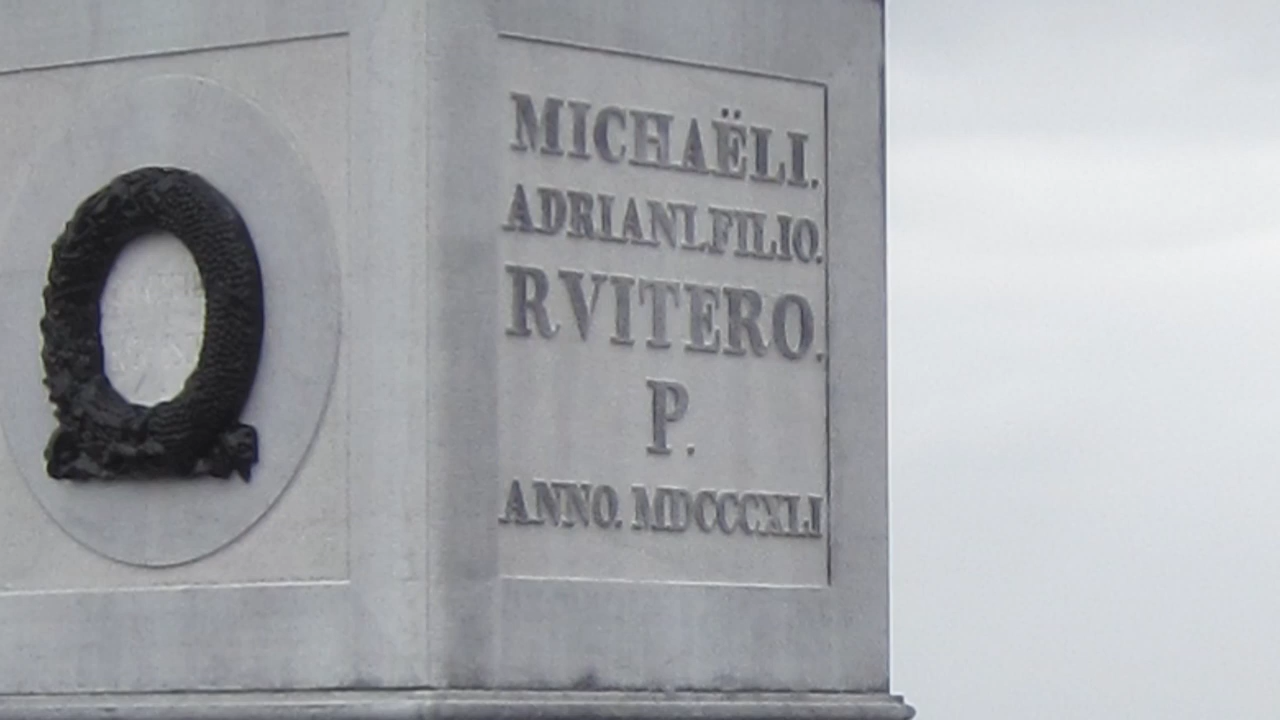 MICHAËLI.
ADRIANI.FILIO.
RVITERO.
P.
ANNO. MDCCCXLI